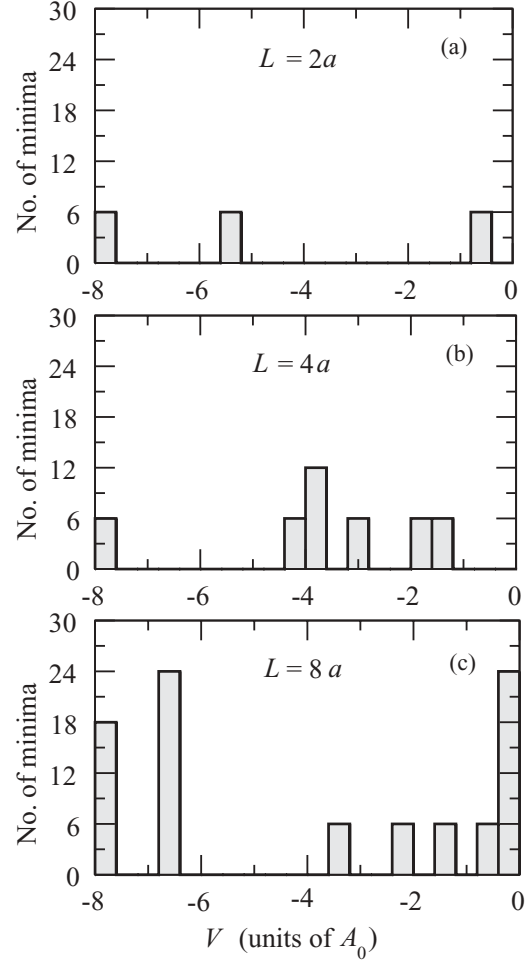 30
24
18
12
6
0
No. of minima
(a)
L = 2a
-8 -6 -4 -2 0
30
24
18
12
6
0
No. of minima
(b)
L = 4a
-8 -6 -4 -2 0
30
24
18
12
6
0
No. of minima
(c)
L = 8 a
-8 -6 -4 -2 0
V (units of A₀)